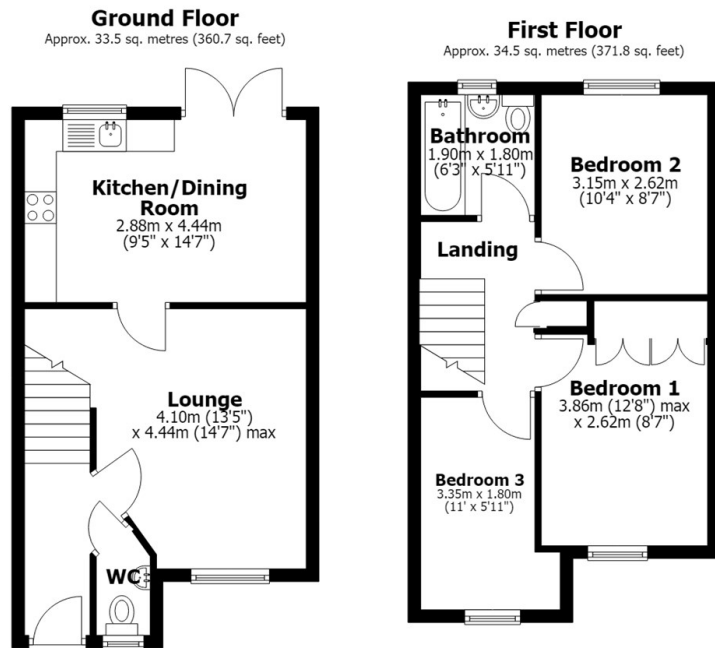 Ground Floor
Approx. 33.5 sq. metres (360.7 sq. feet)
Kitchen/Dining
Room
2.88m x 4.44m
(9'5" x 14'7")
Lounge
4.10m (13'5")
x 4.44m (14'7") max
WC
First Floor
Approx. 34.5 sq. metres (371.8 sq. feet)
Bathroom
1.90m x 1.80m
(6'3" x 5'11")
Bedroom 2
3.15m x 2.62m
(10'4" x 8'7")
Landing
Bedroom 1
3.86m (12'8") max
x 2.62m (8'7")
Bedroom 3
3.35m x 1.80m
(11' x 5'11")